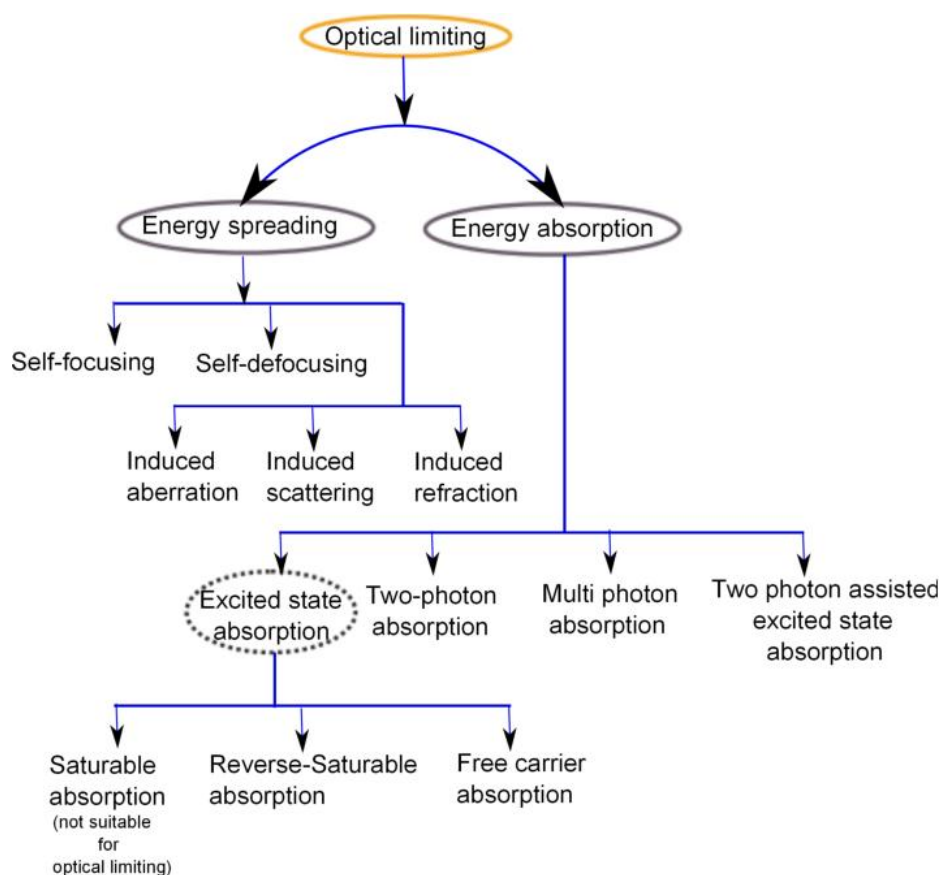 Optical limiting
Energy spreading
Energy absorption
Self-focusing
Self-defocusing
Induced
aberration
Induced
scattering
Induced
refraction
Excited state
absorption
Two-photon
absorption
Multi photon
absorption
Two photon assisted
excited state
absorption
Saturable
absorption
(not suitable
for
optical limiting)
Reverse-Saturable
absorption
Free carrier
absorption